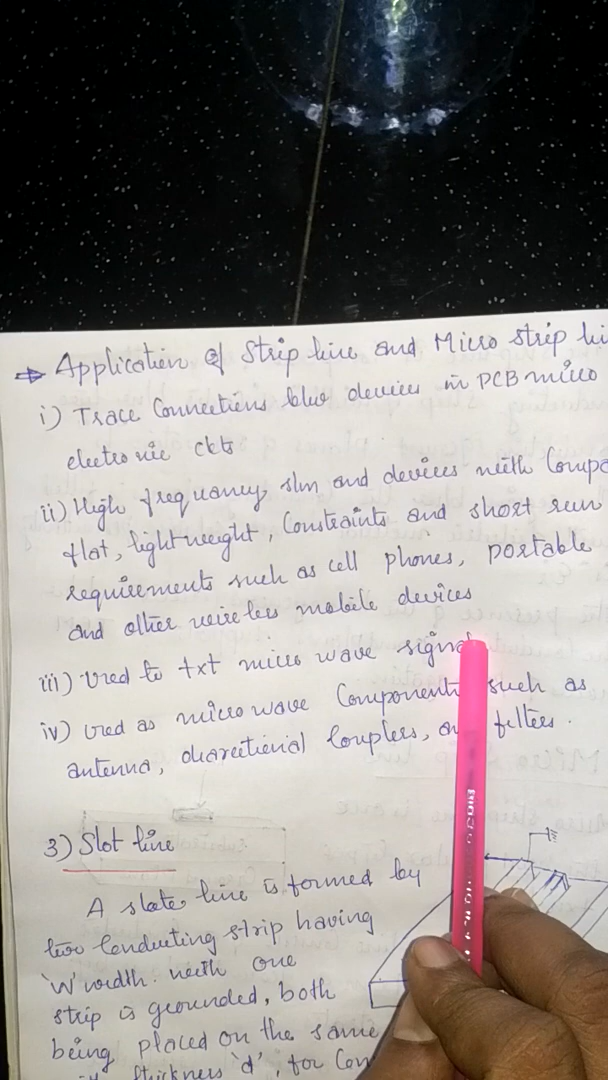 → Application of Strip line and Micro strip li
i) Trace Connections b/w devices in PCB micro
electronic ckts
ii) High frequency slm and devices with Compa
flat, lightweight, Constraints and short run
requirements such as cell phones, portable
and other wireless mobile devices
iii) Used to txt micro wave signal
iv) Used as microwave Components such as
antenna, directional Couplers, and filters.
3) Slot line
A slate line is formed by
two Conducting strip having
'W' width. with one
strip is grounded, both
being placed on the same
thickness 'd', for Con